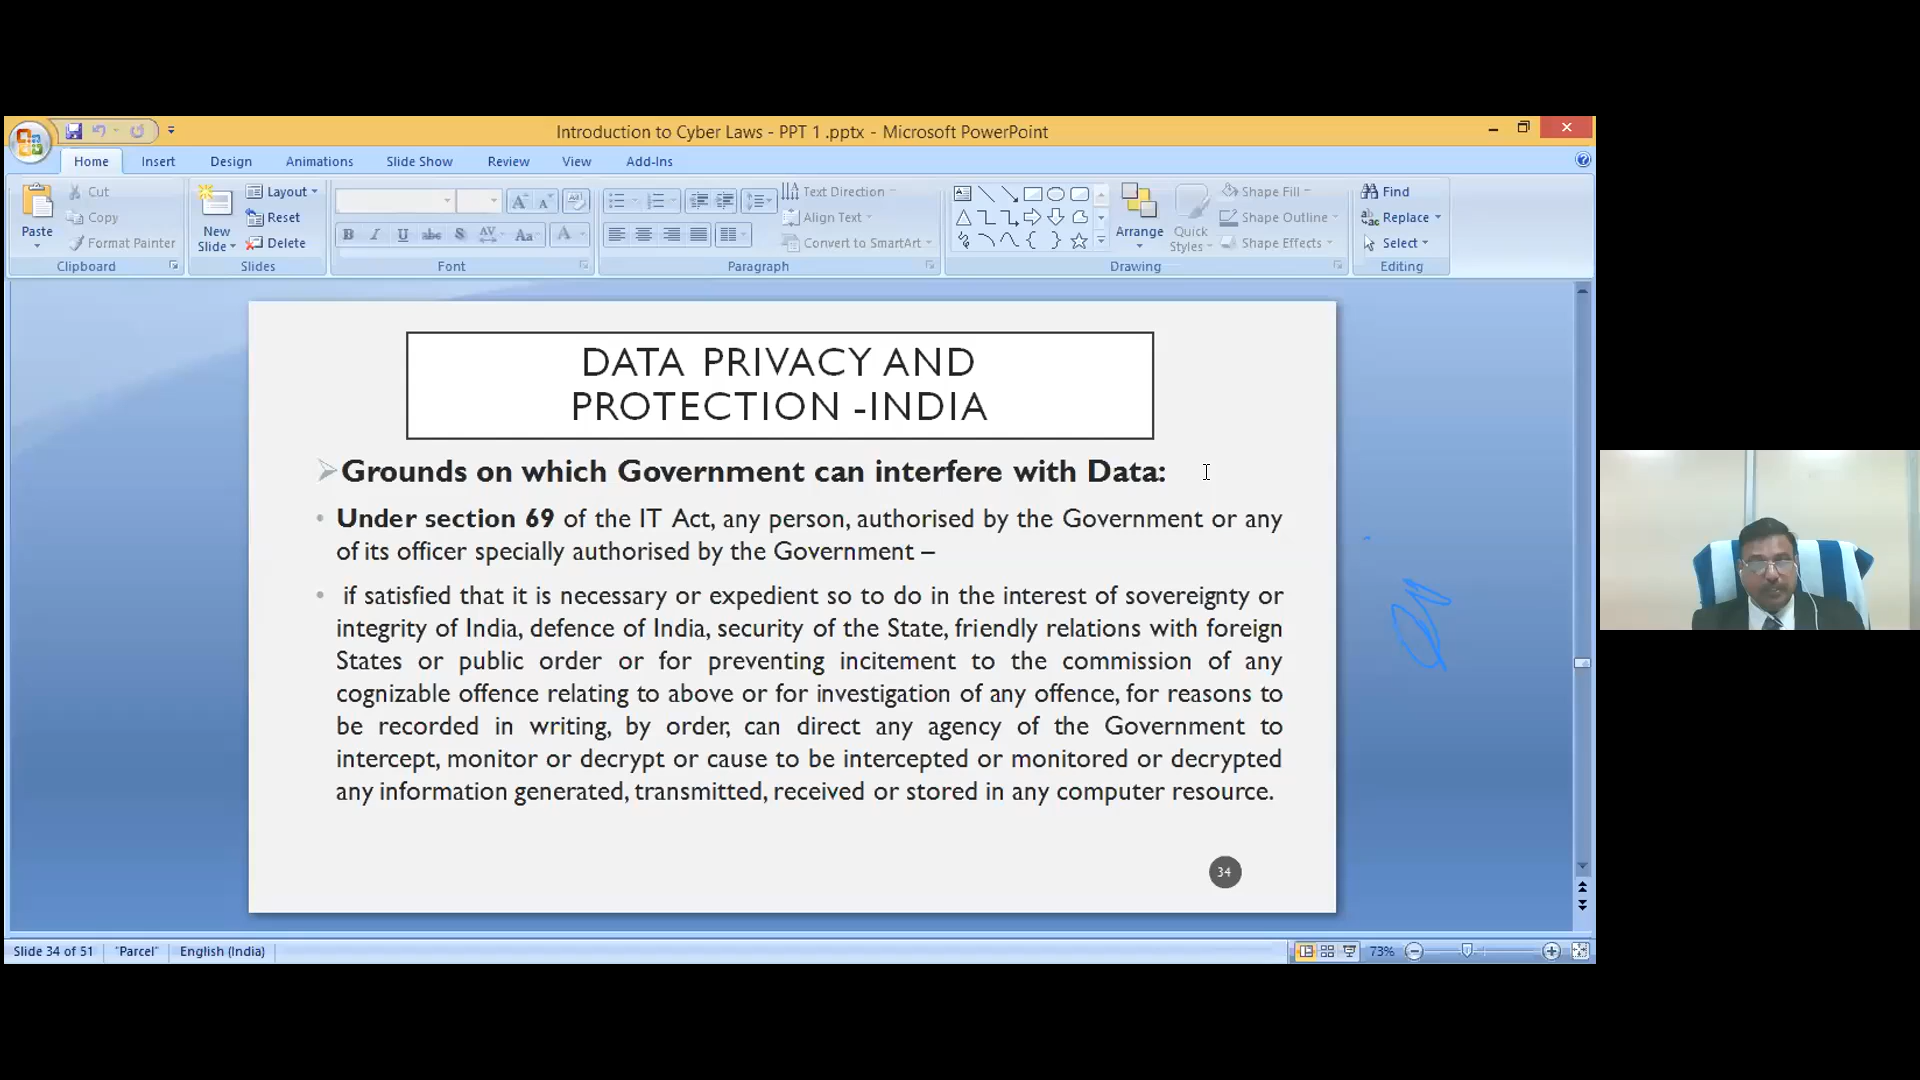 Introduction to Cyber Laws - PPT 1 .pptx - Microsoft PowerPoint
Home Insert Design Animations Slide Show Review View Add-Ins
Paste
Cut
Copy
Format Painter
Clipboard
New
Slide
Layout
Reset
Delete
Slides
Font
Text Direction
Align Text
Convert to SmartArt
Paragraph
Arrange
Quick
Styles
Shape Fill
Shape Outline
Shape Effects
Drawing
Find
Replace
Select
Editing
DATA PRIVACY AND
PROTECTION -INDIA
Grounds on which Government can interfere with Data:
• Under section 69 of the IT Act, any person, authorised by the Government or any
of its officer specially authorised by the Government –
• if satisfied that it is necessary or expedient so to do in the interest of sovereignty or
integrity of India, defence of India, security of the State, friendly relations with foreign
States or public order or for preventing incitement to the commission of any
cognizable offence relating to above or for investigation of any offence, for reasons to
be recorded in writing, by order, can direct any agency of the Government to
intercept, monitor or decrypt or cause to be intercepted or monitored or decrypted
any information generated, transmitted, received or stored in any computer resource.
34
Slide 34 of 51 "Parcel" English (India) 73%